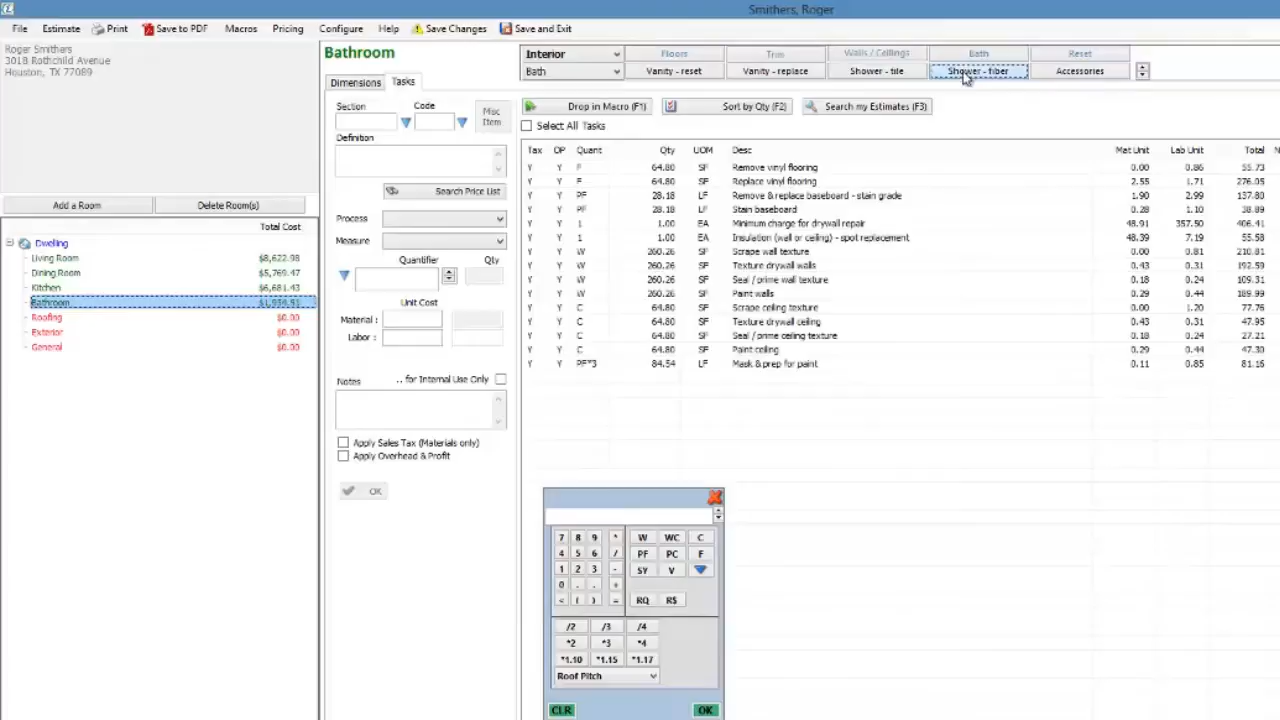 Smithers, Roger
File Estimate Print Save to PDF Macros Pricing Configure Help Save Changes Save and Exit
Roger Smithers
3018 Rothchild Avenue
Houston, TX 77089
Bathroom
Interior Floors Trim Walls / Ceilings Bath Reset
Bath Vanity - reset Vanity - replace Shower - tile Shower - fiber Accessories
Dimensions Tasks
Section Code Misc Item
Definition
Search Price List
Process
Measure
Quantifier Qty
Unit Cost
Material :
Labor :
Notes .. for Internal Use Only
Apply Sales Tax (Materials only)
Apply Overhead & Profit
OK
Add a Room Delete Room(s)
Total Cost
Dwelling
Living Room $8,622.98
Dining Room $5,769.47
Kitchen $6,681.43
Bathroom
Roofing $0.00
Exterior $0.00
General $0.00
Drop in Macro (F1) Sort by Qty (F2) Search my Estimates (F3)
Select All Tasks
Tax OP Quant Qty UOM Desc Mat Unit Lab Unit Total N
Y Y F 64.80 SF Remove vinyl flooring 0.00 0.86 55.73
Y Y F 64.80 SF Replace vinyl flooring 2.55 1.71 276.05
Y Y PF 28.18 LF Remove & replace baseboard - stain grade 1.90 2.99 137.80
Y Y PF 28.18 LF Stain baseboard 0.28 1.10 38.89
Y Y 1 1.00 EA Minimum charge for drywall repair 48.91 357.50 406.41
Y Y 1 1.00 EA Insulation (wall or ceiling) - spot replacement 48.39 7.19 55.58
Y Y W 260.26 SF Scrape wall texture 0.00 0.81 210.81
Y Y W 260.26 SF Texture drywall walls 0.43 0.31 192.59
Y Y W 260.26 SF Seal / prime wall texture 0.18 0.24 109.31
Y Y W 260.26 SF Paint walls 0.29 0.44 189.99
Y Y C 64.80 SF Scrape ceiling texture 0.00 1.20 77.76
Y Y C 64.80 SF Texture drywall ceiling 0.43 0.31 47.95
Y Y C 64.80 SF Seal / prime ceiling texture 0.18 0.24 27.21
Y Y C 64.80 SF Paint ceiling 0.29 0.44 47.30
Y Y PF*3 84.54 LF Mask & prep for paint 0.11 0.85 81.16
7 8 9 * W WC C
4 5 6 / PF PC F
1 2 3 - SY V
0 . , +
< ( ) = RQ R$
/2 /3 /4
*2 *3 *4
*1.10 *1.15 *1.17
Roof Pitch
CLR OK